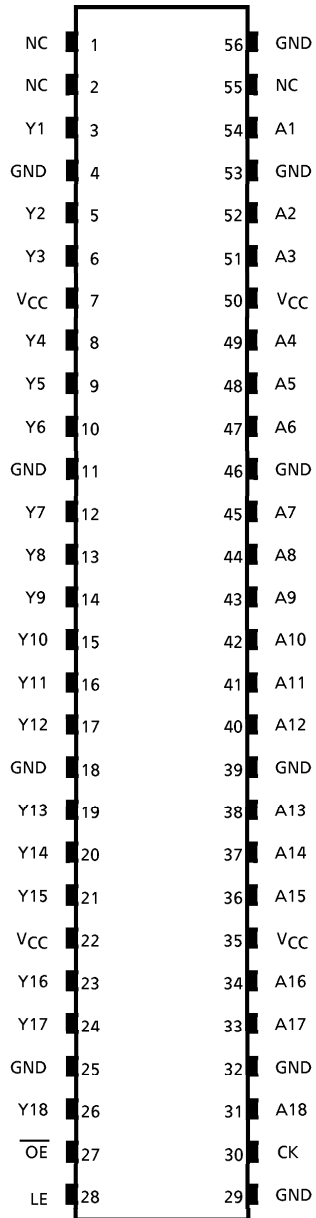 NC 1 56 GND
NC 2 55 NC
Y1 3 54 A1
GND 4 53 GND
Y2 5 52 A2
Y3 6 51 A3
VCC 7 50 VCC
Y4 8 49 A4
Y5 9 48 A5
Y6 10 47 A6
GND 11 46 GND
Y7 12 45 A7
Y8 13 44 A8
Y9 14 43 A9
Y10 15 42 A10
Y11 16 41 A11
Y12 17 40 A12
GND 18 39 GND
Y13 19 38 A13
Y14 20 37 A14
Y15 21 36 A15
VCC 22 35 VCC
Y16 23 34 A16
Y17 24 33 A17
GND 25 32 GND
Y18 26 31 A18
O̅E̅ 27 30 CK
LE 28 29 GND